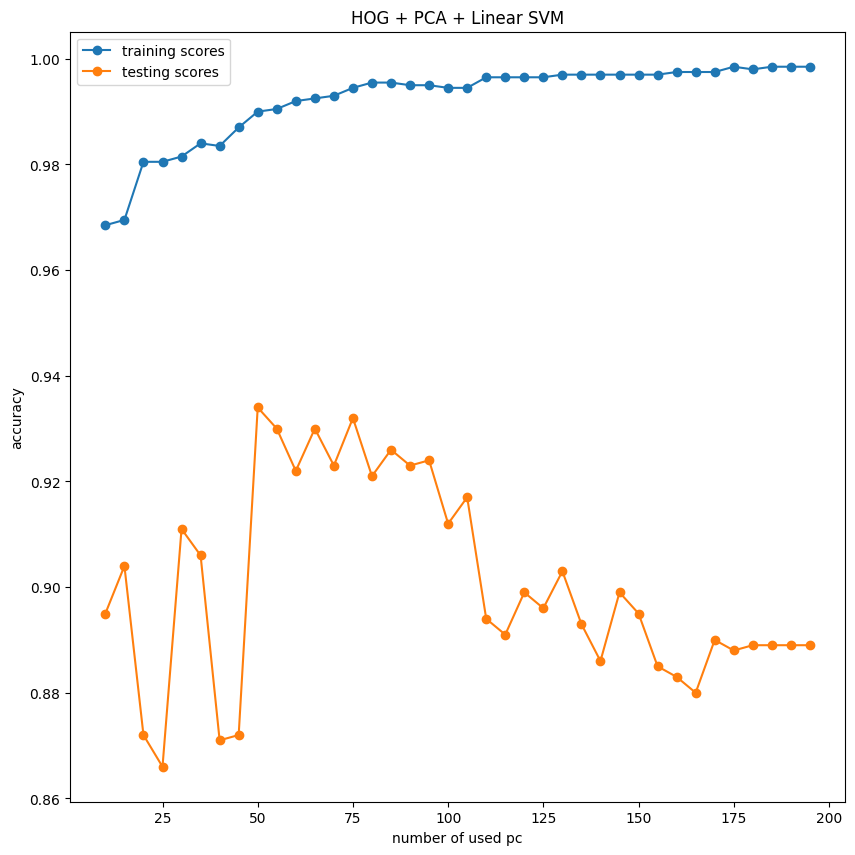 HOG + PCA + Linear SVM
training scores
testing scores
1.00
0.98
0.96
0.94
0.92
0.90
0.88
0.86
accuracy
25 50 75 100 125 150 175 200
number of used pc